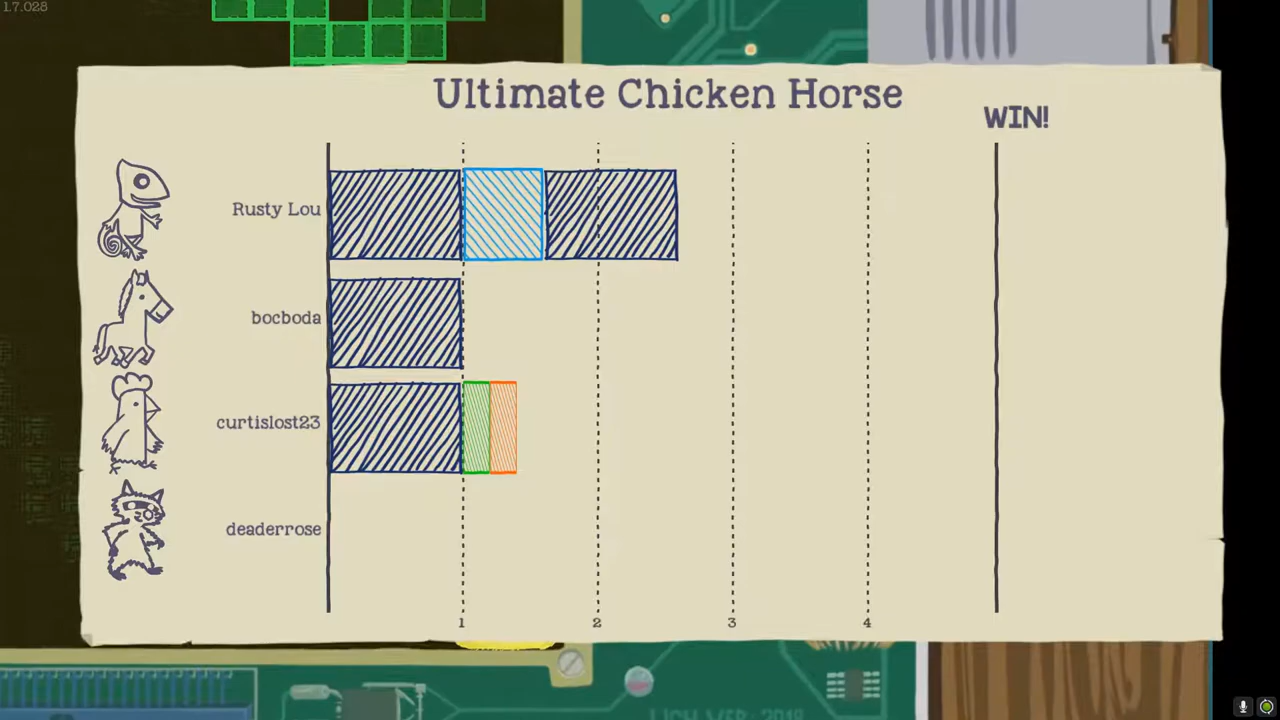 1.7.028
Ultimate Chicken Horse
WIN!
Rusty Lou
bocboda
curtislost23
deaderrose
1 2 3 4